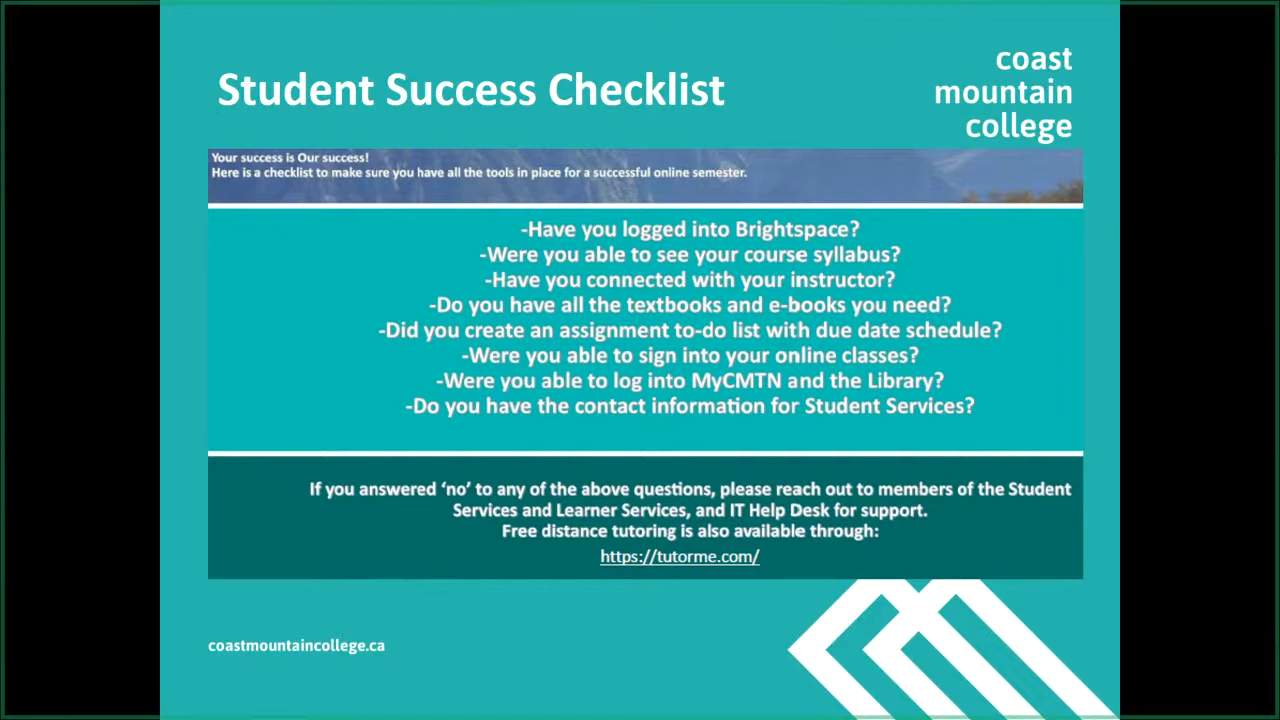 Student Success Checklist
coast
mountain
college
Your success is Our success!
Here is a checklist to make sure you have all the tools in place for a successful online semester.
-Have you logged into Brightspace?
-Were you able to see your course syllabus?
-Have you connected with your instructor?
-Do you have all the textbooks and e-books you need?
-Did you create an assignment to-do list with due date schedule?
-Were you able to sign into your online classes?
-Were you able to log into MyCMTN and the Library?
-Do you have the contact information for Student Services?
If you answered ‘no’ to any of the above questions, please reach out to members of the Student
Services and Learner Services, and IT Help Desk for support.
Free distance tutoring is also available through:
https://tutorme.com/
coastmountaincollege.ca